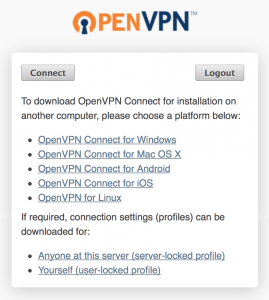 OPENVPN™
Connect Logout
To download OpenVPN Connect for installation on
another computer, please choose a platform below:
OpenVPN Connect for Windows
OpenVPN Connect for Mac OS X
OpenVPN Connect for Android
OpenVPN Connect for iOS
OpenVPN for Linux
If required, connection settings (profiles) can be
downloaded for:
Anyone at this server (server-locked profile)
Yourself (user-locked profile)